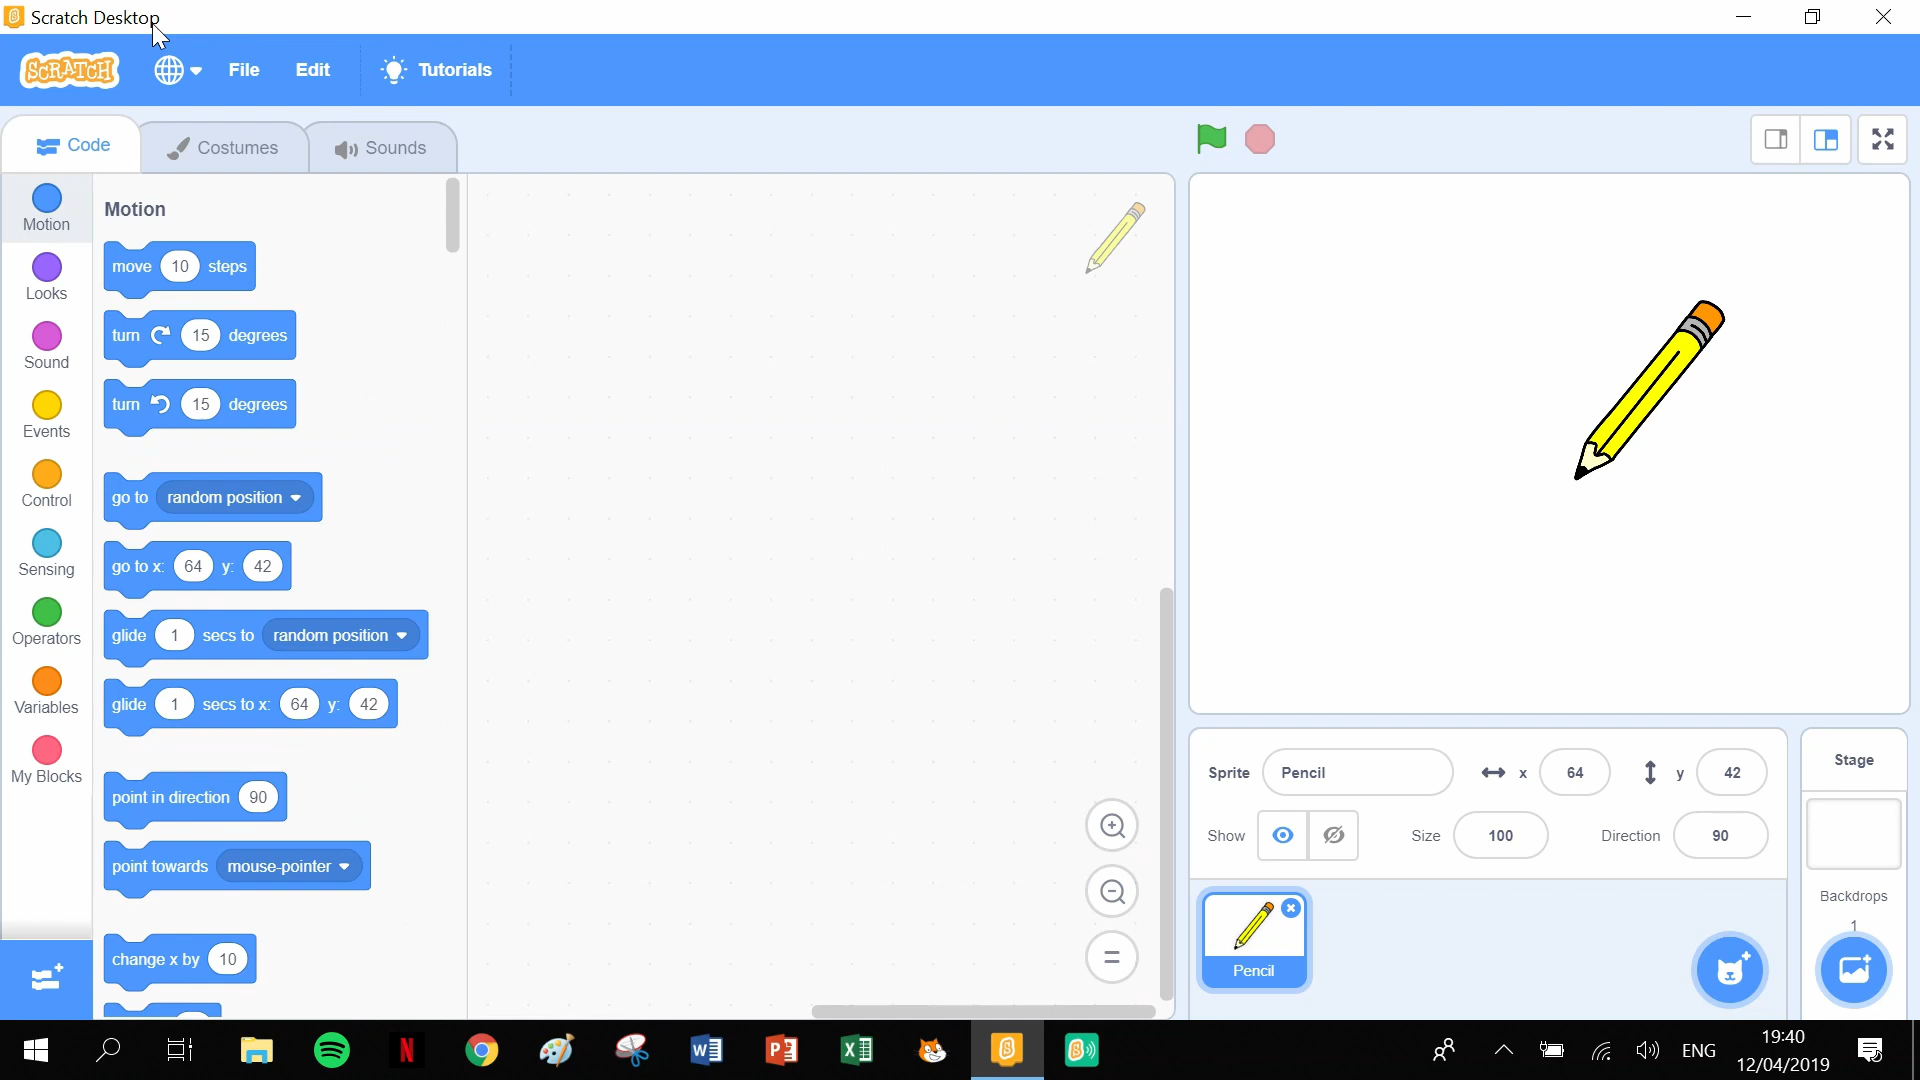 Scratch Desktop
SCRATCH File Edit Tutorials
Code Costumes Sounds
Motion
Looks
Sound
Events
Control
Sensing
Operators
Variables
My Blocks
Motion
move 10 steps
turn 15 degrees
turn 15 degrees
go to random position
go to x: 64 y: 42
glide 1 secs to random position
glide 1 secs to x: 64 y: 42
point in direction 90
point towards mouse-pointer
change x by 10
Sprite Pencil x 64 y 42
Show Size 100 Direction 90
Pencil
Stage
Backdrops
1
ENG
19:40
12/04/2019